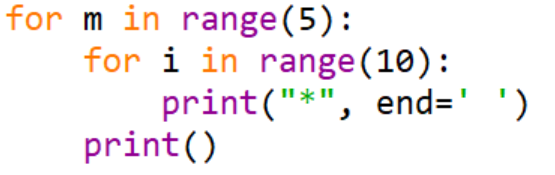 for m in range(5):
    for i in range(10):
        print("*", end=' ')
    print()